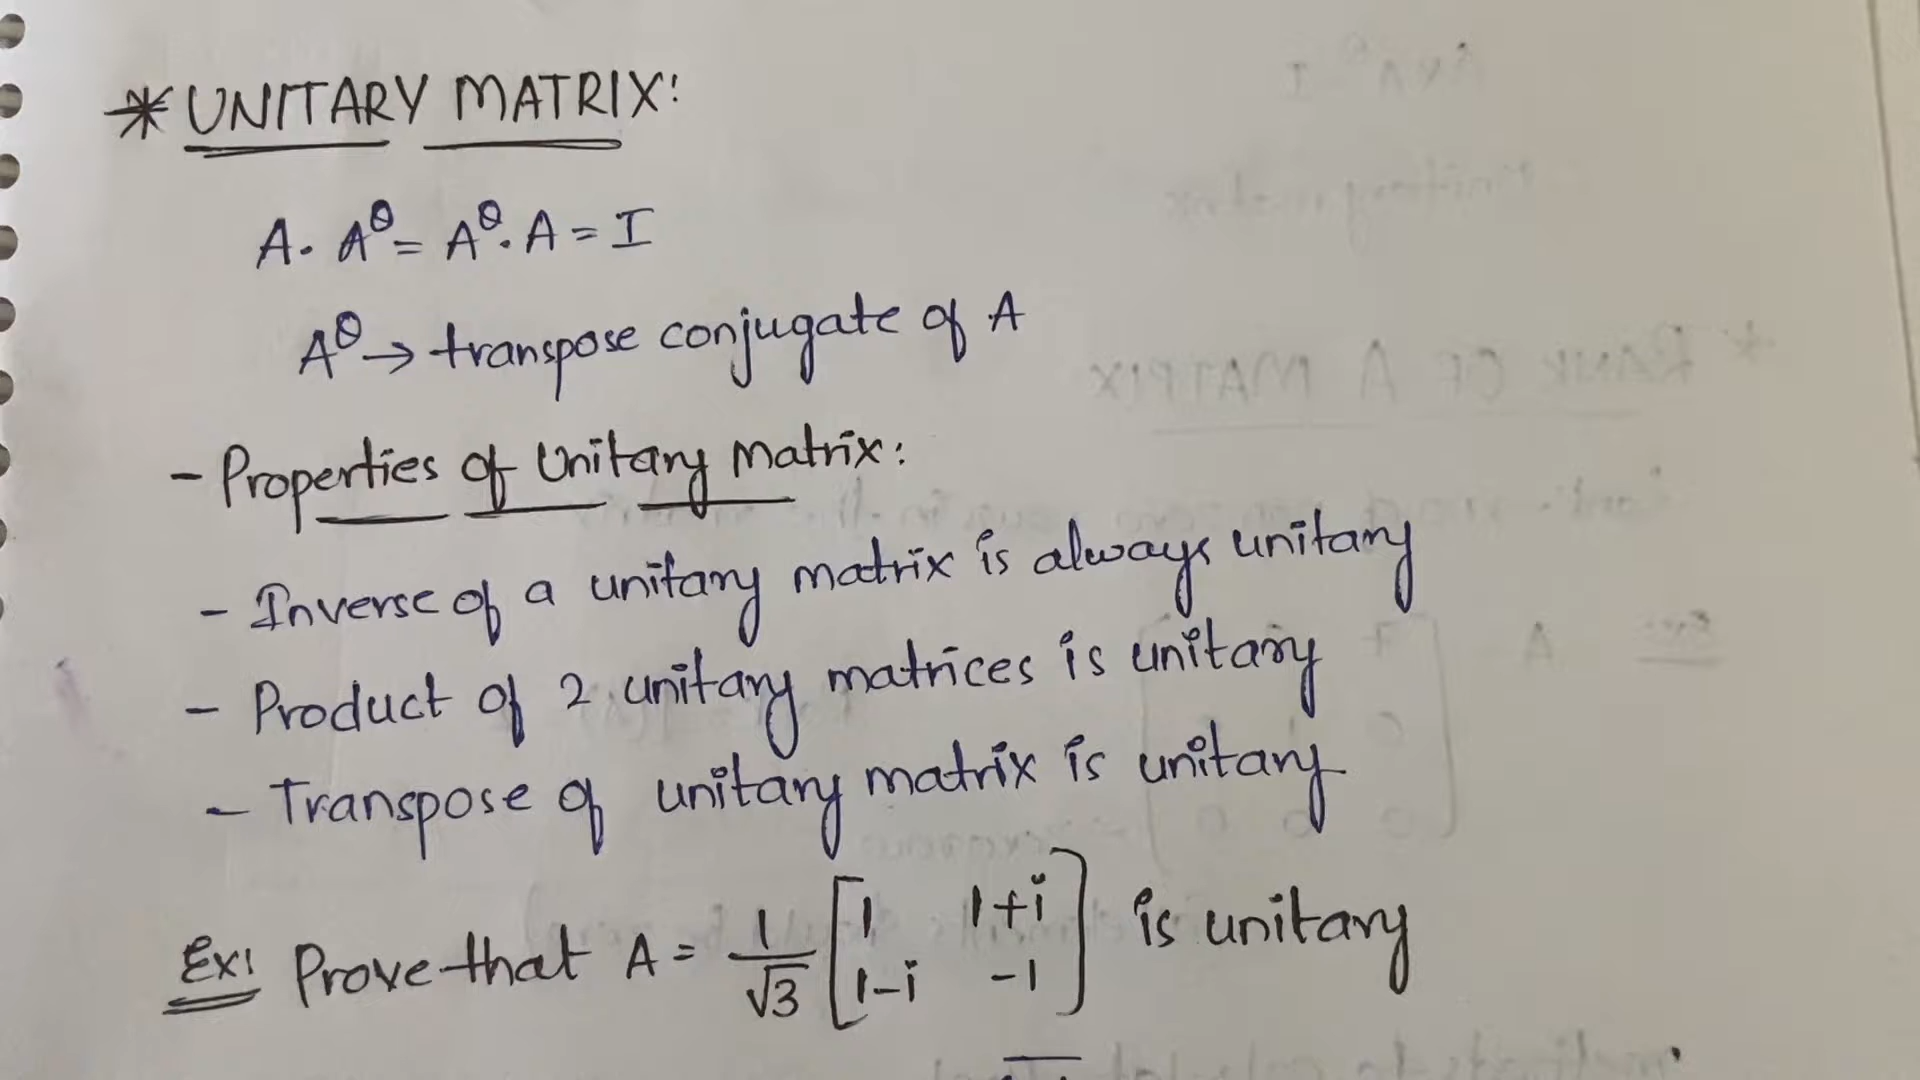 * UNITARY MATRIX:
A. A^θ = A^θ. A = I
A^θ → transpose conjugate of A
- Properties of Unitary Matrix:
- Inverse of a unitary matrix is always unitary
- Product of 2 unitary matrices is unitary
- Transpose of unitary matrix is unitary
Ex: Prove that A = 1/√3 [1 1+i
1-i -1] is unitary